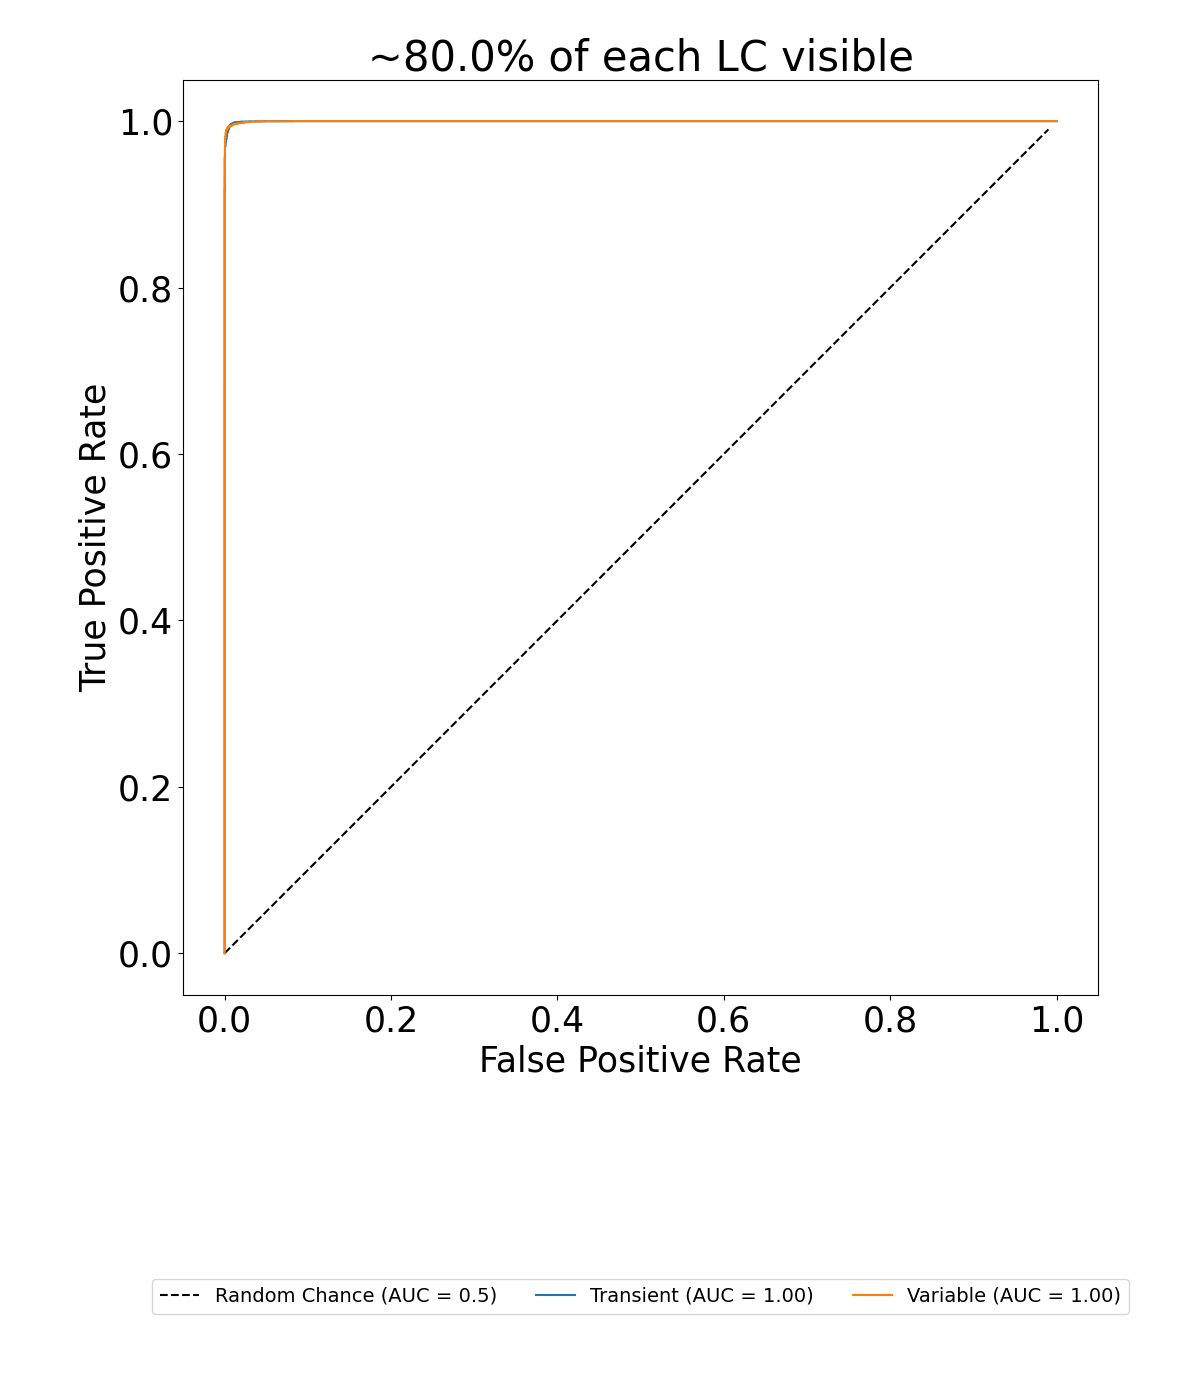 ~80.0% of each LC visible
True Positive Rate
1.0
0.8
0.6
0.4
0.2
0.0
0.0 0.2 0.4 0.6 0.8 1.0
False Positive Rate
Random Chance (AUC = 0.5) Transient (AUC = 1.00) Variable (AUC = 1.00)